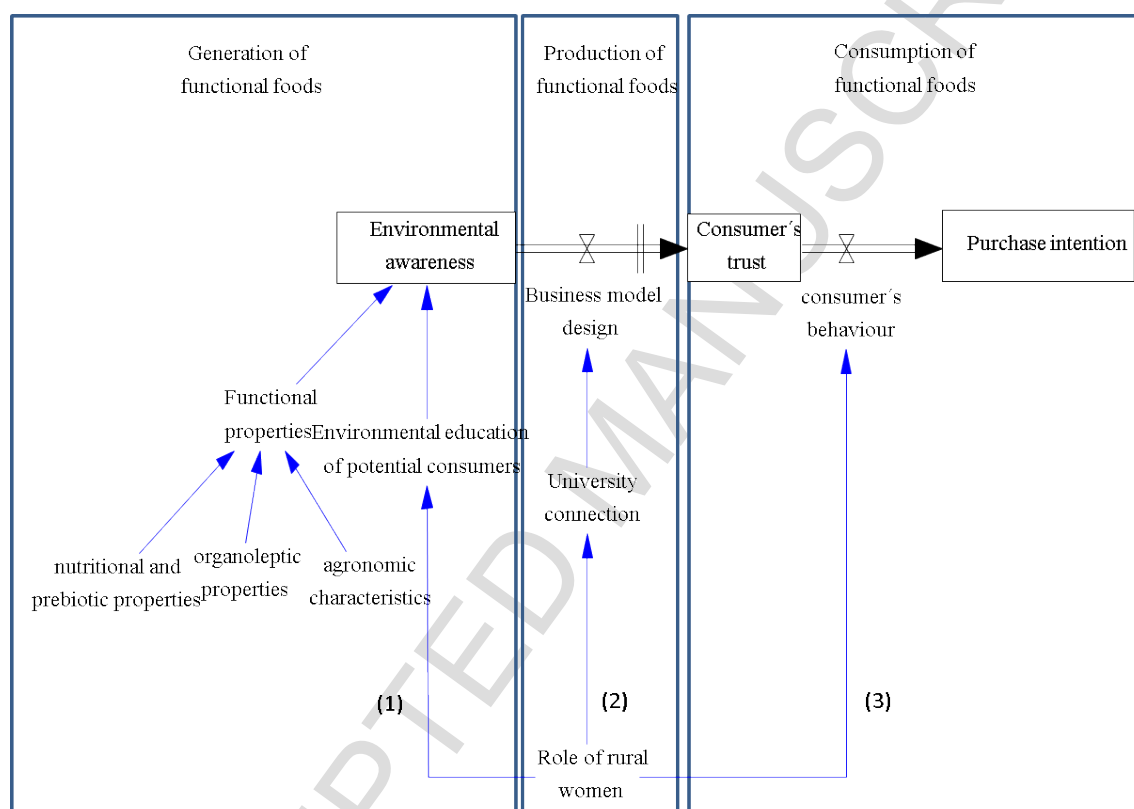 Generation of
functional foods
Production of
functional foods
Consumption of
functional foods
Environmental
awareness
Consumer´s
trust
Purchase intention
Business model
design
consumer´s
behaviour
Functional
properties
Environmental education
of potential consumers
University
connection
nutritional and
prebiotic properties
organoleptic
properties
agronomic
characteristics
(1)
(2)
(3)
Role of rural
women
PTED MANUSCR